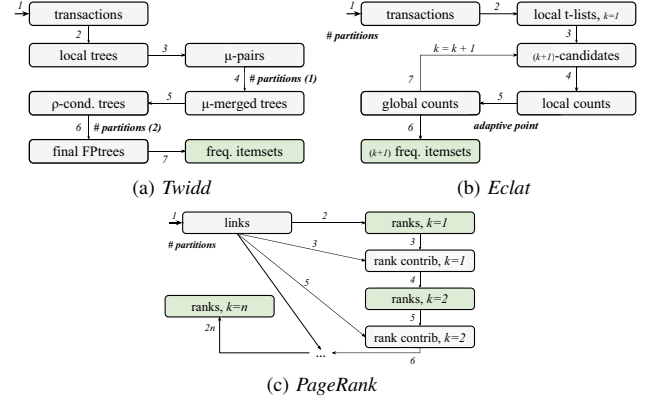 1 transactions
2
local trees 3 μ-pairs
4 # partitions (1)
ρ-cond. trees 5 μ-merged trees
6 # partitions (2)
final FPtrees 7 freq. itemsets
(a) Twidd
1 transactions 2 local t-lists, k=1
# partitions 3
k = k + 1 (k+1)-candidates
7 4
global counts 5 local counts
6 adaptive point
(k+1) freq. itemsets
(b) Eclat
1 links 2 ranks, k=1
# partitions 3 3
rank contrib, k=1
5 4
ranks, k=n ranks, k=2
2n 5
rank contrib, k=2
... 6
(c) PageRank